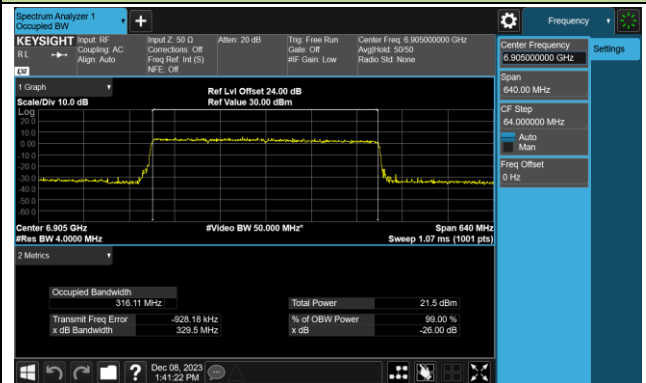 Spectrum Analyzer 1
Occupied BW
Frequency
KEYSIGHT
RL
Input: RF
Coupling: AC
Align: Auto
Input Z: 50 Ω
Corrections: Off
Freq Ref: Int (S)
NFE: Off
Atten: 20 dB
Trig: Free Run
Gate: Off
#IF Gain: Low
Center Freq: 6.905000000 GHz
Avg|Hold: 50/50
Radio Std: None
Center Frequency
6.905000000 GHz
Settings
Span
640.00 MHz
CF Step
64.000000 MHz
Auto
Man
Freq Offset
0 Hz
1 Graph
Scale/Div 10.0 dB
Ref Lvl Offset 24.00 dB
Ref Value 30.00 dBm
Log
20.0
10.0
0.00
-10.0
-20.0
-30.0
-40.0
-50.0
-60.0
Center 6.905 GHz
#Res BW 4.0000 MHz
#Video BW 50.000 MHz*
Span 640 MHz
Sweep 1.07 ms (1001 pts)
2 Metrics
Occupied Bandwidth
316.11 MHz
Total Power 21.5 dBm
Transmit Freq Error -928.18 kHz
% of OBW Power 99.00 %
x dB Bandwidth 329.5 MHz
x dB -26.00 dB
?
Dec 08, 2023
1:41:22 PM